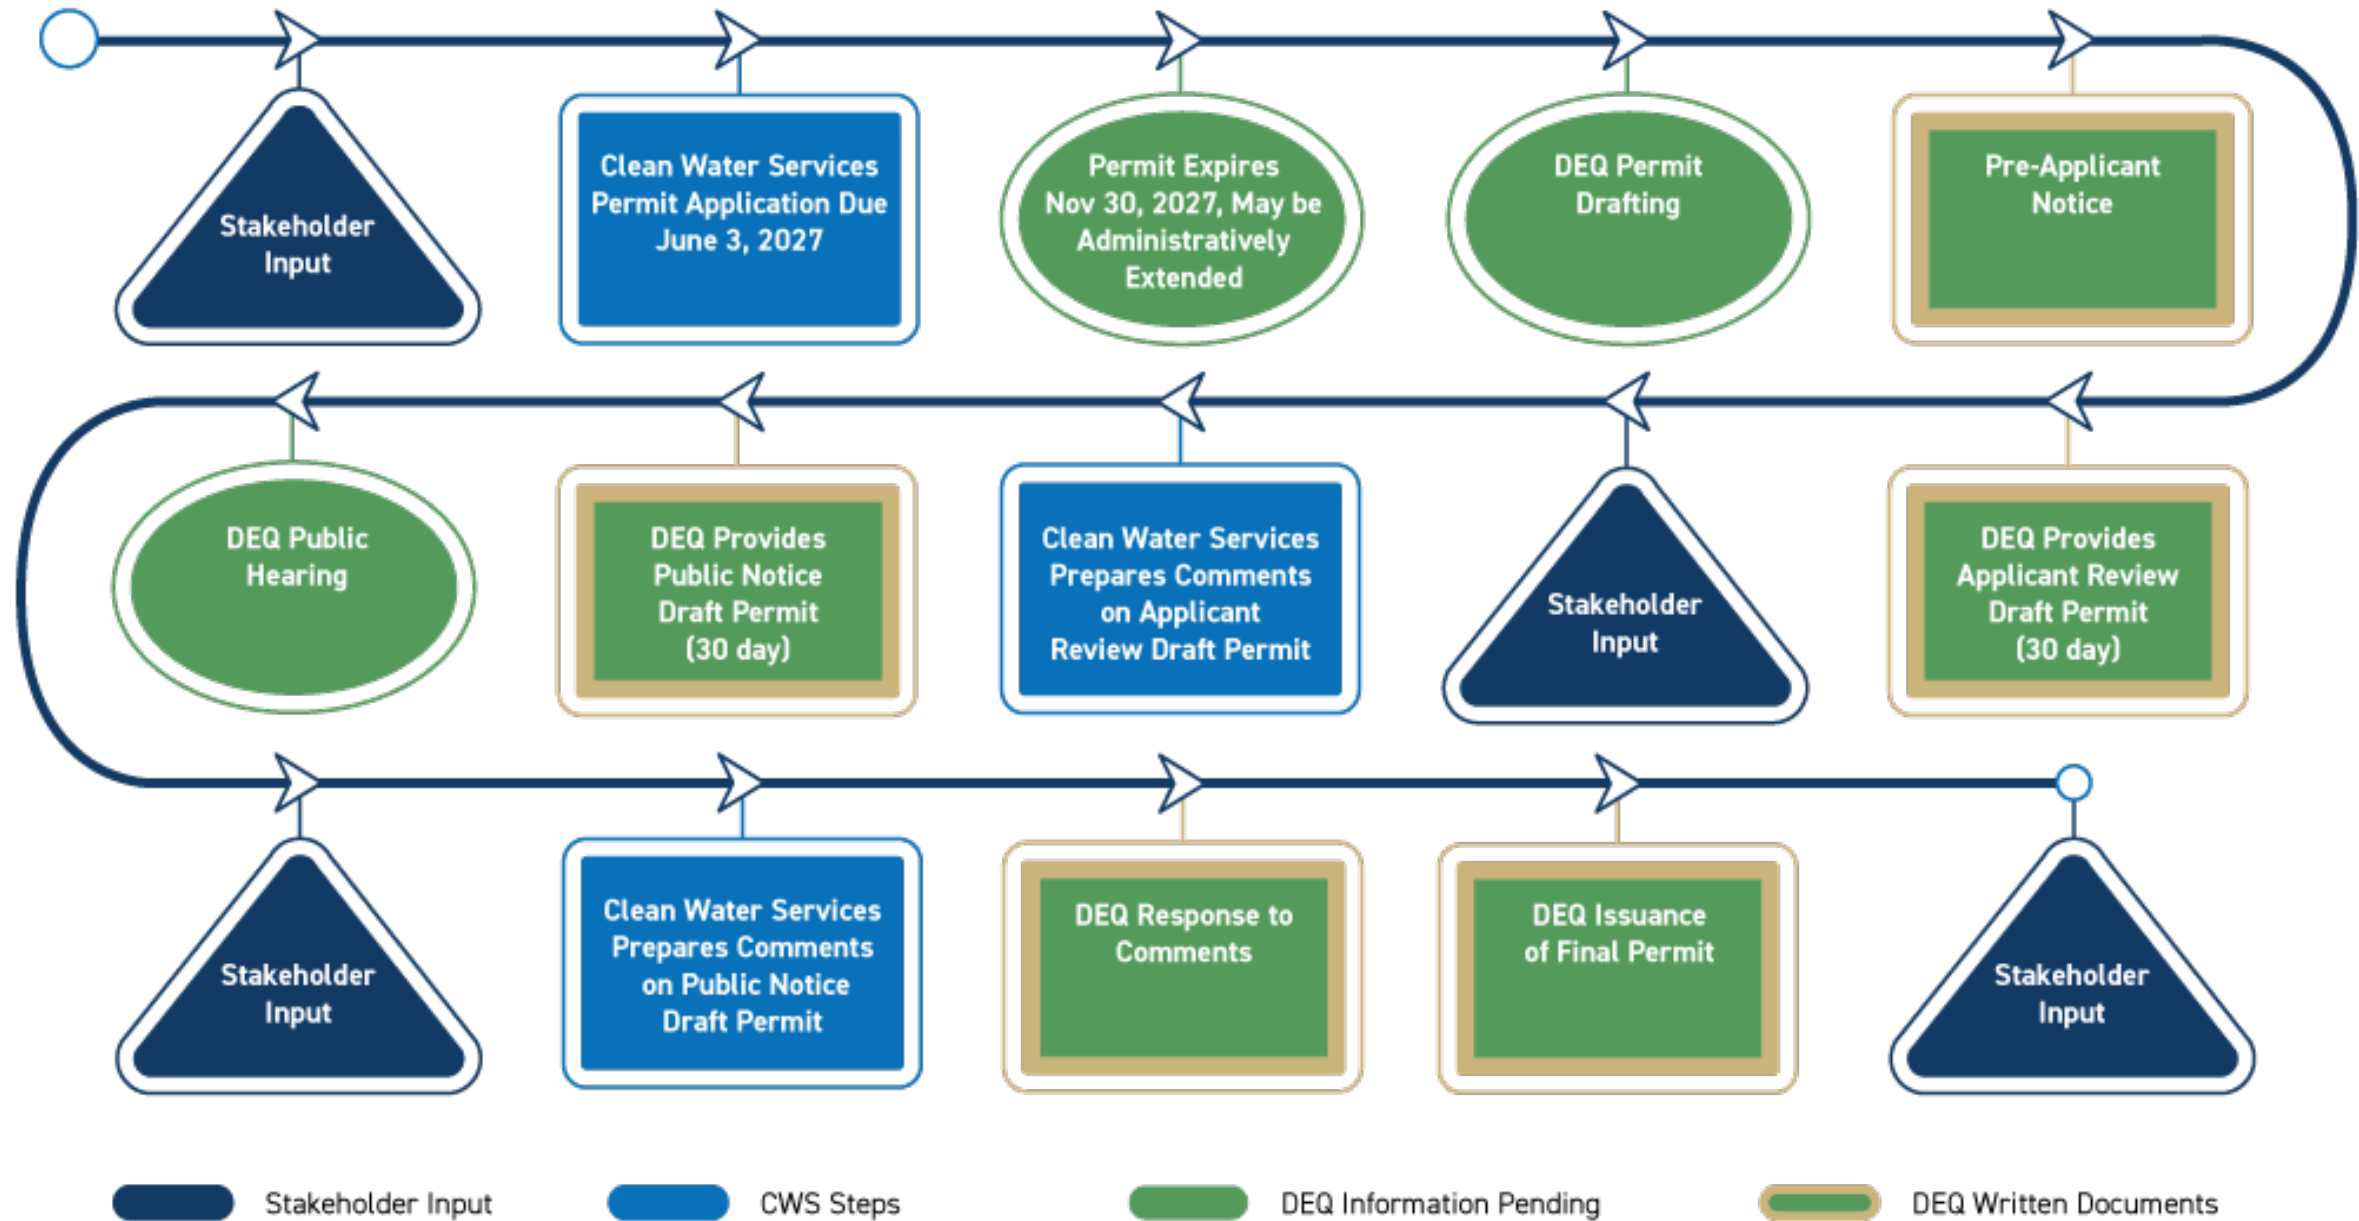 Stakeholder
Input
Clean Water Services
Permit Application Due
June 3, 2027
Permit Expires
Nov 30, 2027, May be
Administratively
Extended
DEQ Permit
Drafting
Pre-Applicant
Notice
DEQ Provides
Applicant Review
Draft Permit
(30 day)
Stakeholder
Input
Clean Water Services
Prepares Comments
on Applicant
Review Draft Permit
DEQ Provides
Public Notice
Draft Permit
(30 day)
DEQ Public
Hearing
Stakeholder
Input
Clean Water Services
Prepares Comments
on Public Notice
Draft Permit
DEQ Response to
Comments
DEQ Issuance
of Final Permit
Stakeholder
Input
Stakeholder Input
CWS Steps
DEQ Information Pending
DEQ Written Documents